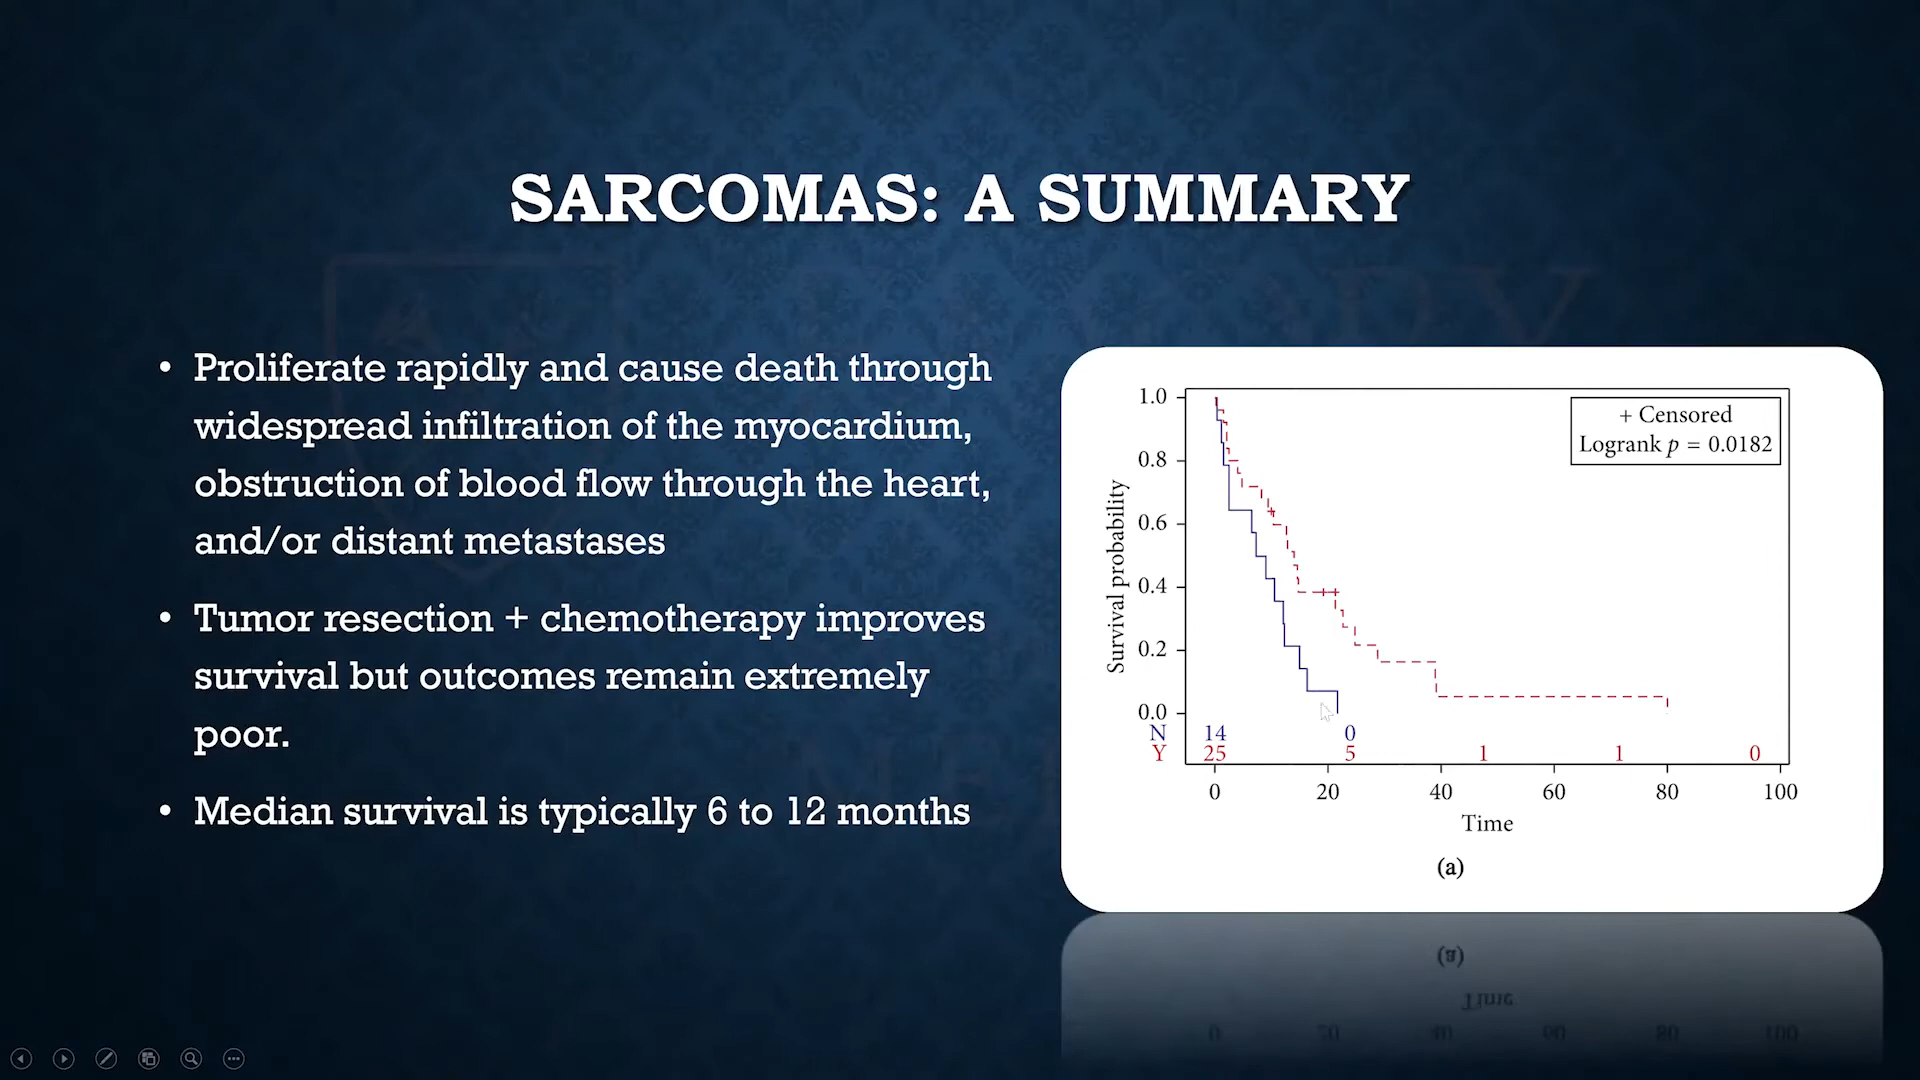 SARCOMAS: A SUMMARY
• Proliferate rapidly and cause death through
widespread infiltration of the myocardium,
obstruction of blood flow through the heart,
and/or distant metastases
• Tumor resection + chemotherapy improves
survival but outcomes remain extremely
poor.
• Median survival is typically 6 to 12 months
+ Censored
Logrank p = 0.0182
Survival probability
1.0
0.8
0.6
0.4
0.2
0.0
N 14 0
Y 25 5 1 1 0
0 20 40 60 80 100
Time
(a)